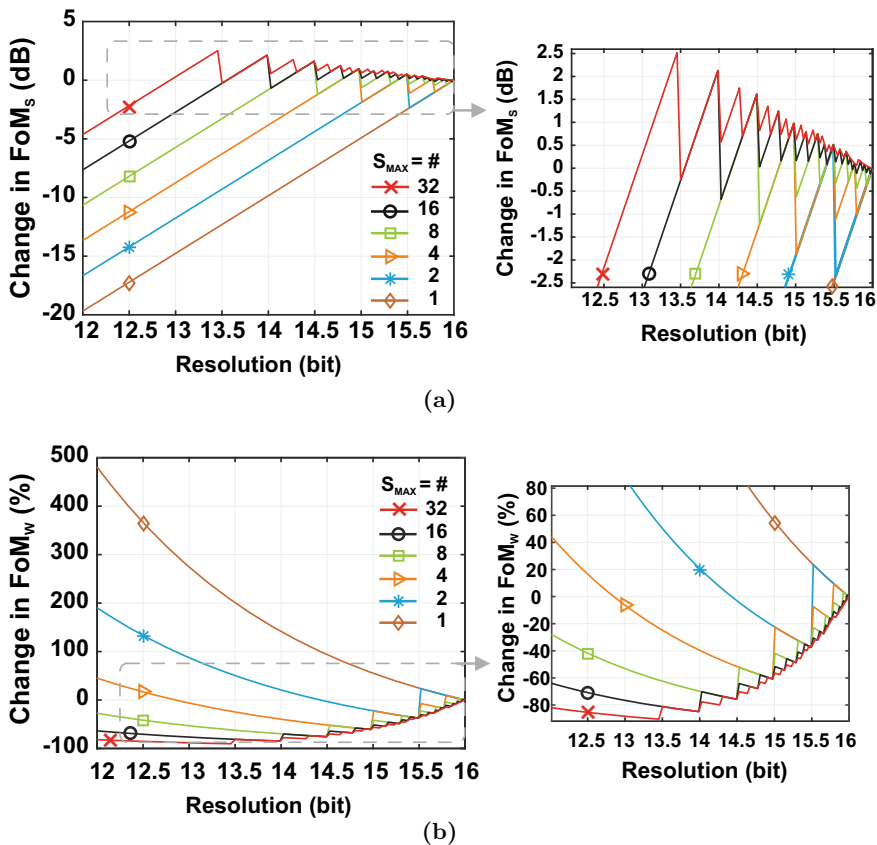 Change in FoMs (dB)
5
0
-5
-10
-15
-20
SMAX = #
32
16
8
4
2
1
12 12.5 13 13.5 14 14.5 15 15.5 16
Resolution (bit)
Change in FoMs (dB)
2.5
2
1.5
1
0.5
0
-0.5
-1
-1.5
-2
-2.5
12.5 13 13.5 14 14.5 15 15.5 16
Resolution (bit)
(a)
Change in FoMw (%)
500
400
300
200
100
0
-100
SMAX = #
32
16
8
4
2
1
12 12.5 13 13.5 14 14.5 15 15.5 16
Resolution (bit)
Change in FoMw (%)
80
60
40
20
0
-20
-40
-60
-80
12.5 13 13.5 14 14.5 15 15.5 16
Resolution (bit)
(b)